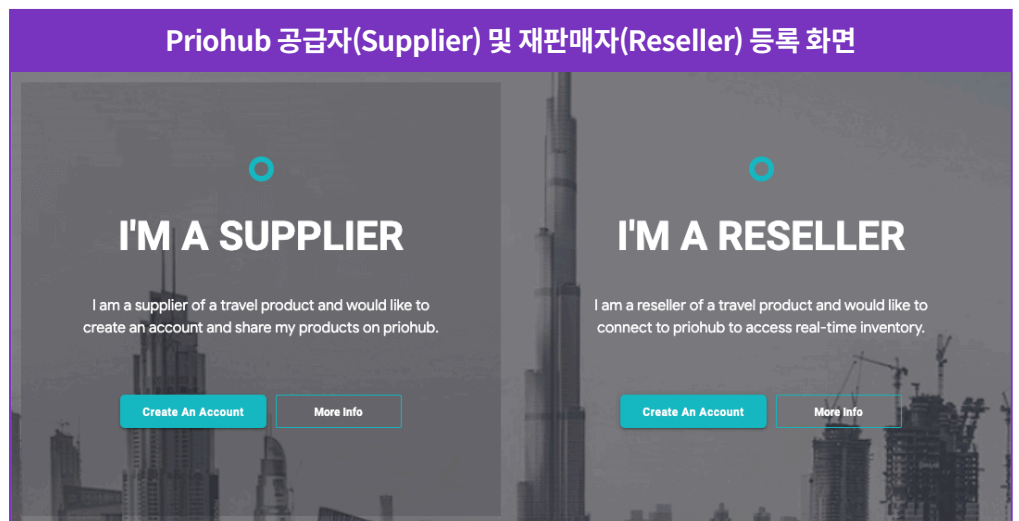 Priohub 공급자(Supplier) 및 재판매자(Reseller) 등록 화면
I'M A SUPPLIER
I am a supplier of a travel product and would like to
create an account and share my products on priohub.
Create An Account
More Info
I'M A RESELLER
I am a reseller of a travel product and would like to
connect to priohub to access real-time inventory.
Create An Account
More Info